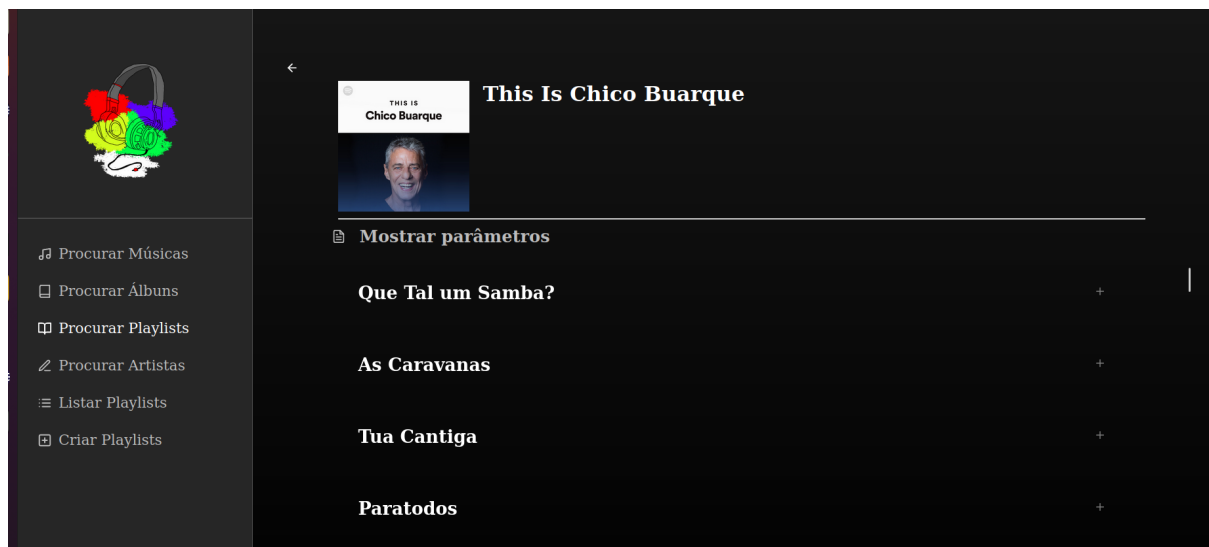 Procurar Músicas
Procurar Álbuns
Procurar Playlists
Procurar Artistas
Listar Playlists
Criar Playlists
THIS IS
Chico Buarque
This Is Chico Buarque
Mostrar parâmetros
Que Tal um Samba?
As Caravanas
Tua Cantiga
Paratodos